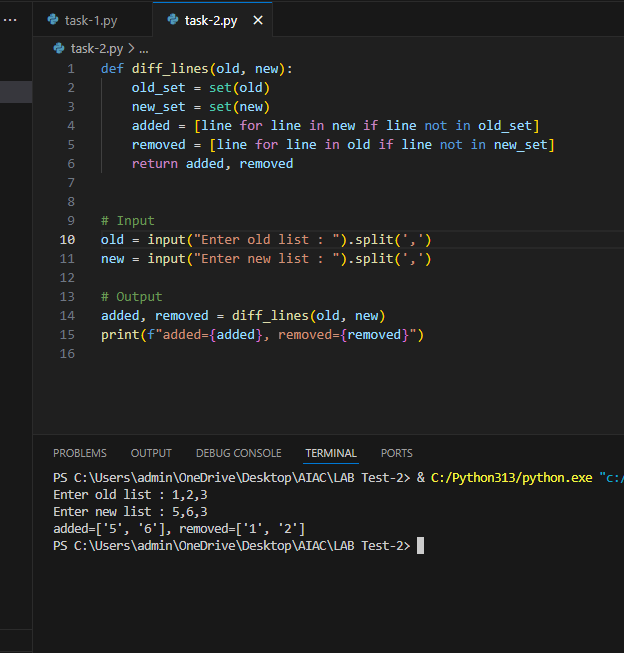 ... task-1.py task-2.py ×
task-2.py > ...
1 def diff_lines(old, new):
2     old_set = set(old)
3     new_set = set(new)
4     added = [line for line in new if line not in old_set]
5     removed = [line for line in old if line not in new_set]
6     return added, removed
7
8
9 # Input
10 old = input("Enter old list : ").split(',')
11 new = input("Enter new list : ").split(',')
12
13 # Output
14 added, removed = diff_lines(old, new)
15 print(f"added={added}, removed={removed}")
16
PROBLEMS OUTPUT DEBUG CONSOLE TERMINAL PORTS
PS C:\Users\admin\OneDrive\Desktop\AIAC\LAB Test-2> & C:/Python313/python.exe "c:/
Enter old list : 1,2,3
Enter new list : 5,6,3
added=['5', '6'], removed=['1', '2']
PS C:\Users\admin\OneDrive\Desktop\AIAC\LAB Test-2>